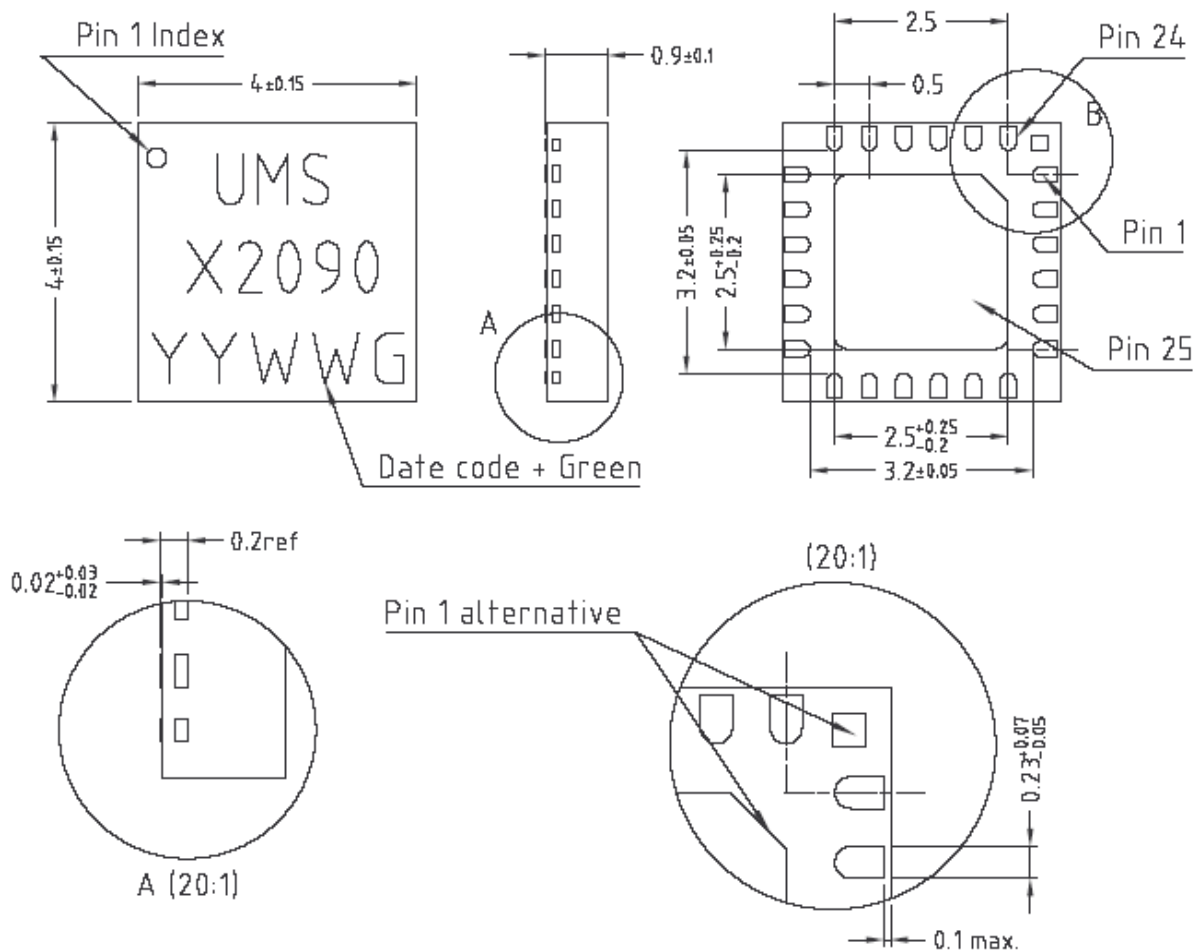 Pin 1 Index
4±0.15
4±0.15
UMS
X2090
YYWWG
Date code + Green
0.9±0.1
A
2.5
0.5
Pin 24
B
3.2±0.05
2.5+0.25
-0.2
Pin 1
Pin 25
2.5+0.25
-0.2
3.2±0.05
0.2ref
0.02+0.03
-0.02
A (20:1)
(20:1)
Pin 1 alternative
0.23+0.07
-0.05
0.1 max.